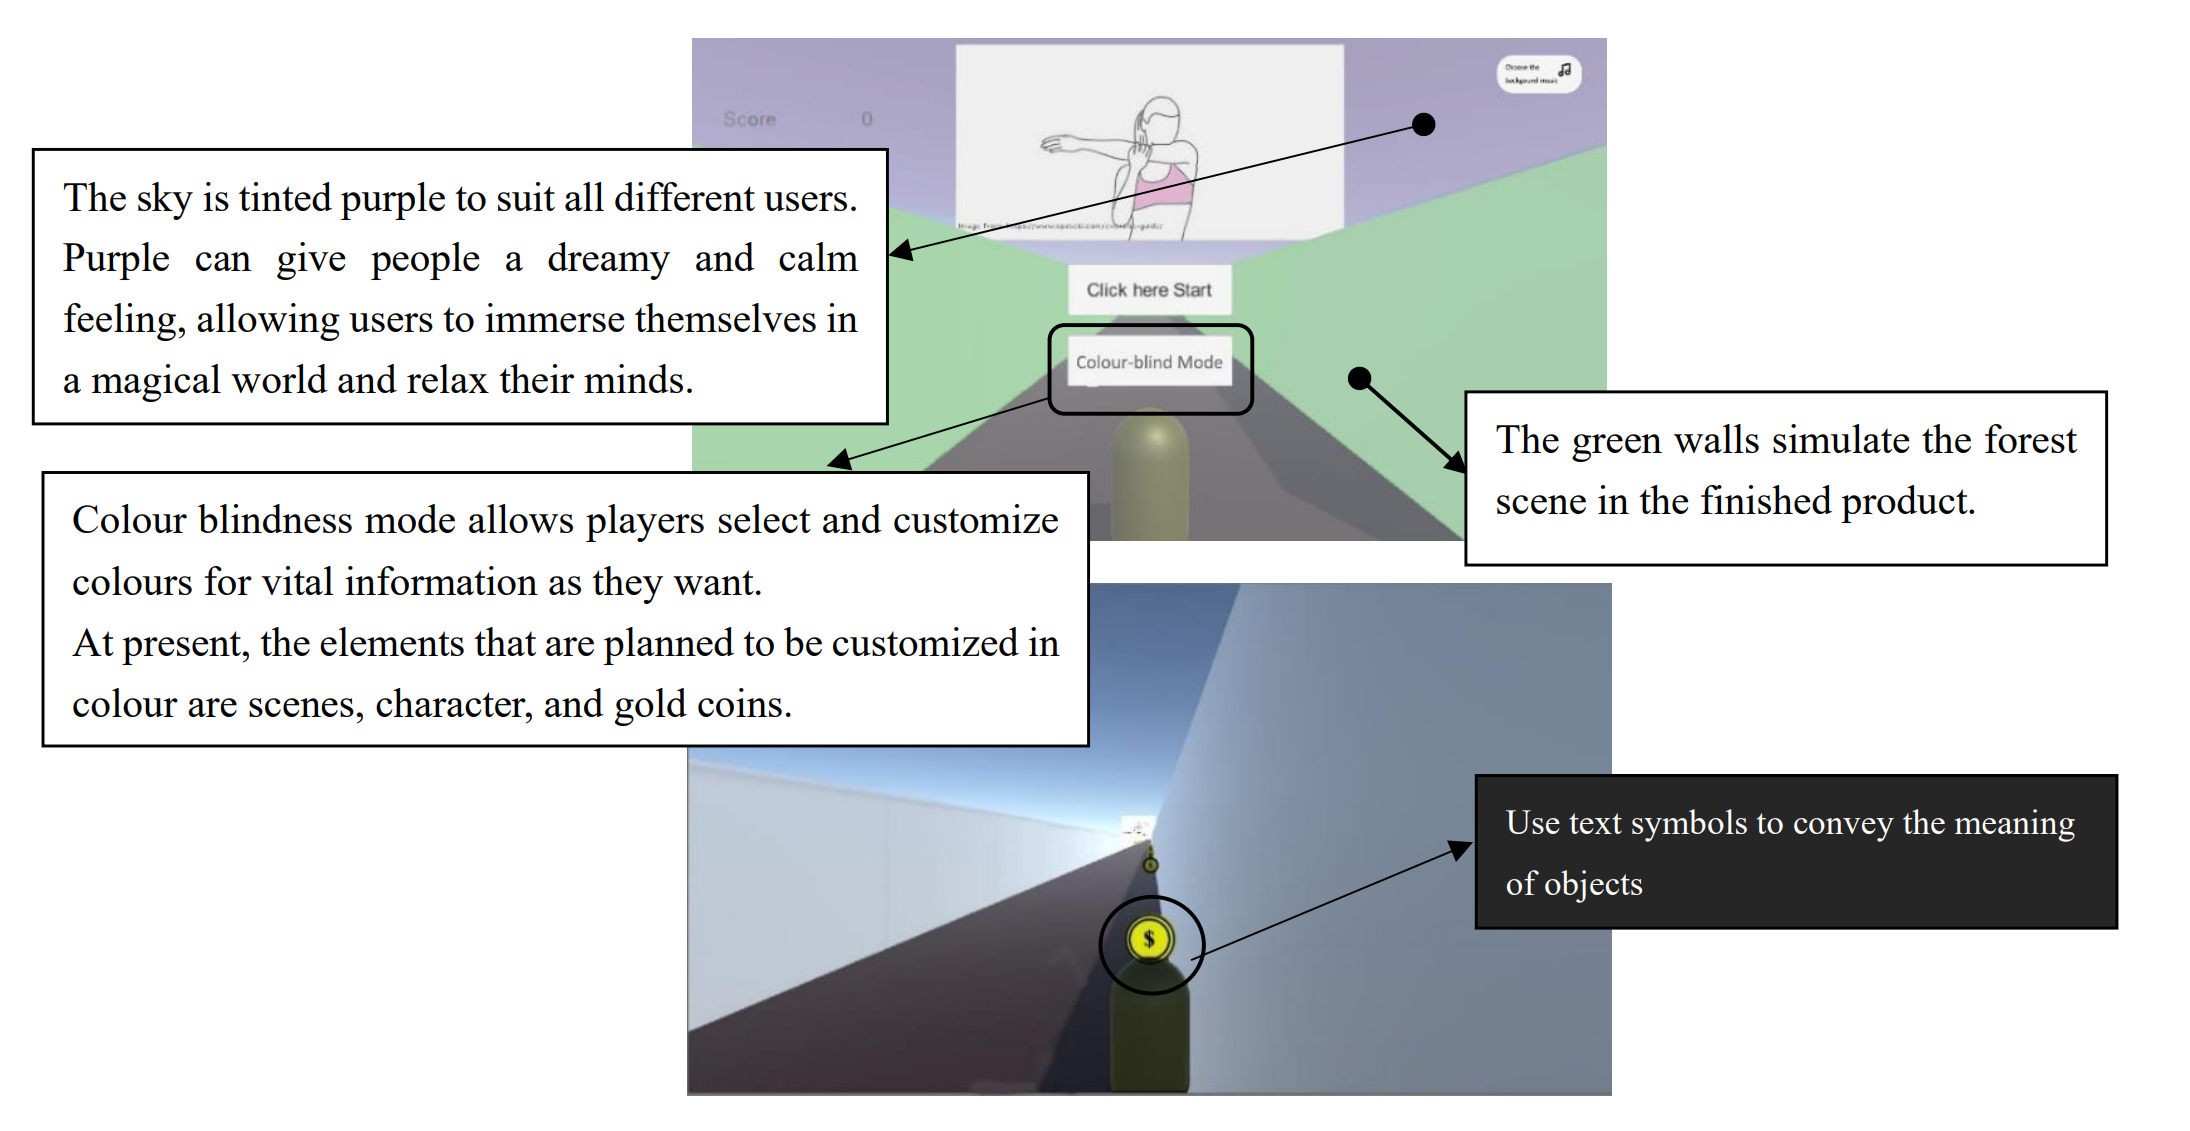 Choose the
background music
Score 0
The sky is tinted purple to suit all different users.
Purple can give people a dreamy and calm
feeling, allowing users to immerse themselves in
a magical world and relax their minds.
Click here Start
Colour-blind Mode
The green walls simulate the forest
scene in the finished product.
Colour blindness mode allows players select and customize
colours for vital information as they want.
At present, the elements that are planned to be customized in
colour are scenes, character, and gold coins.
Use text symbols to convey the meaning
of objects
$